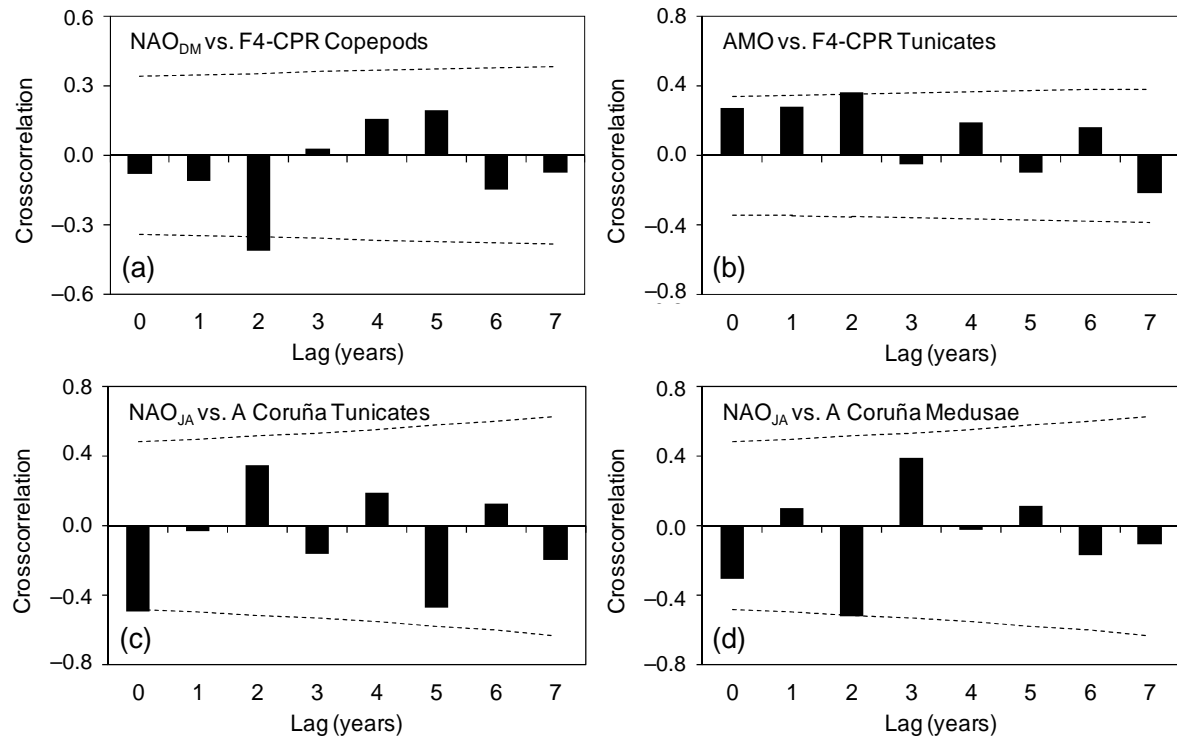 NAO_DM vs. F4-CPR Copepods
0.6
0.3
0.0
–0.3
–0.6
Crosscorrelation
(a)
0 1 2 3 4 5 6 7
Lag (years)
AMO vs. F4-CPR Tunicates
0.8
0.4
0.0
–0.4
–0.8
Crosscorrelation
(b)
0 1 2 3 4 5 6 7
Lag (years)
NAO_JA vs. A Coruña Tunicates
0.8
0.4
0.0
–0.4
–0.8
Crosscorrelation
(c)
0 1 2 3 4 5 6 7
Lag (years)
NAO_JA vs. A Coruña Medusae
0.8
0.4
0.0
–0.4
–0.8
Crosscorrelation
(d)
0 1 2 3 4 5 6 7
Lag (years)